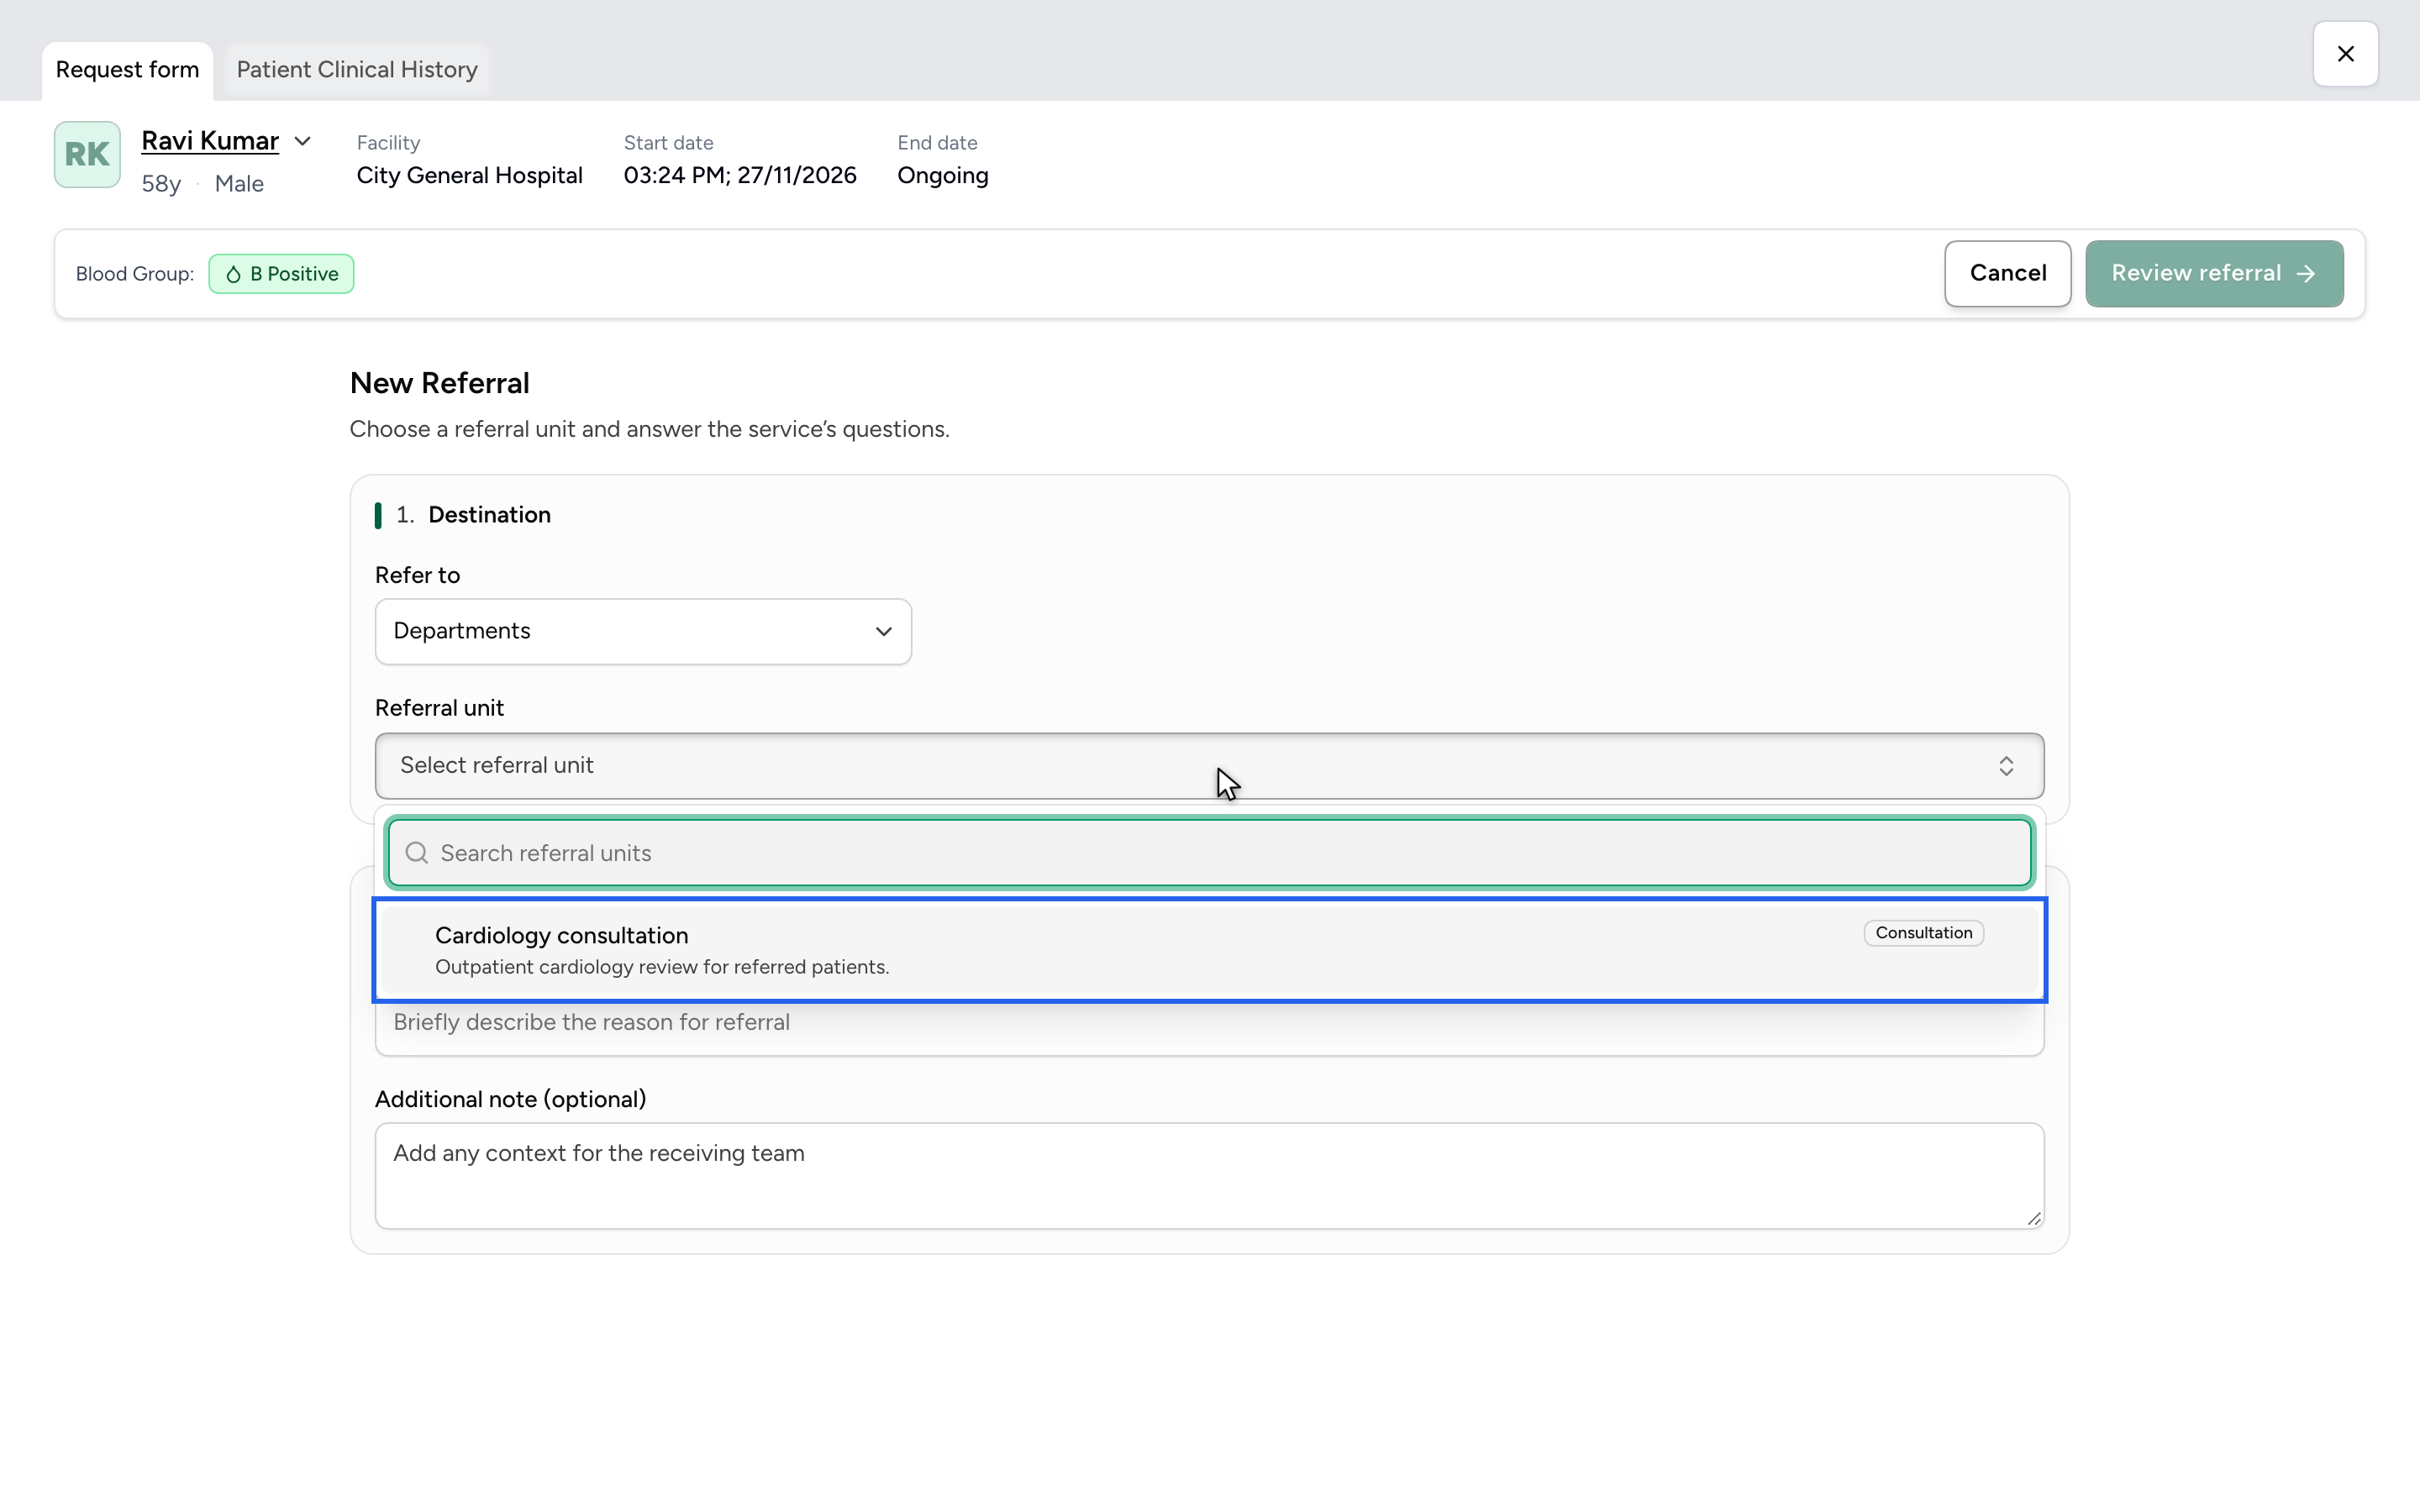 Request form
Patient Clinical History
RK
Ravi Kumar
58y · Male
Facility
City General Hospital
Start date
03:24 PM; 27/11/2026
End date
Ongoing
Blood Group:
B Positive
Cancel
Review referral
New Referral
Choose a referral unit and answer the service’s questions.
1. Destination
Refer to
Departments
Referral unit
Select referral unit
Search referral units
Cardiology consultation
Consultation
Outpatient cardiology review for referred patients.
Briefly describe the reason for referral
Additional note (optional)
Add any context for the receiving team